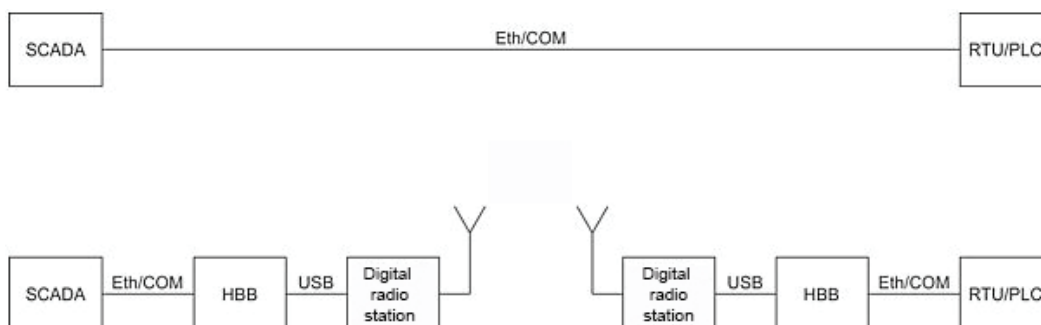 Eth/COM
SCADA RTU/PLC
Eth/COM USB Digital radio station Digital radio station USB Eth/COM
SCADA HBB HBB RTU/PLC